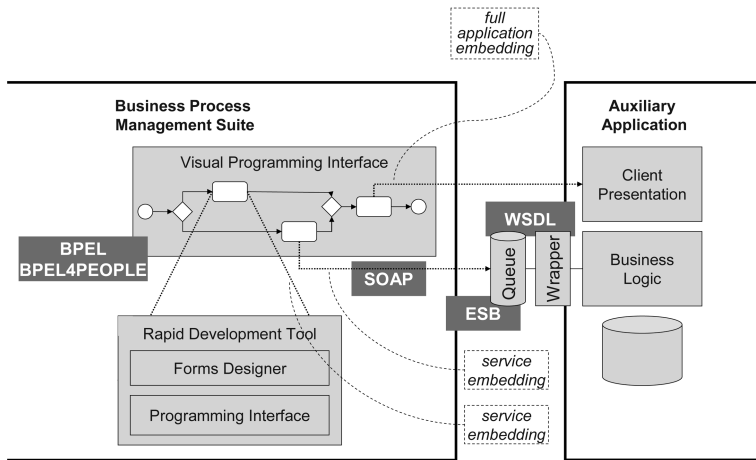 full
application
embedding
Business Process
Management Suite
Auxiliary
Application
Visual Programming Interface
Client
Presentation
WSDL
BPEL
BPEL4PEOPLE
SOAP
Queue
Wrapper
Business
Logic
ESB
Rapid Development Tool
Forms Designer
Programming Interface
service
embedding
service
embedding